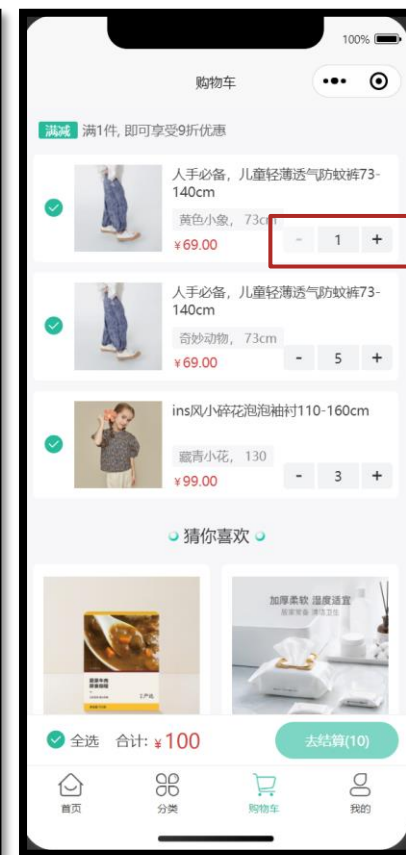 100%
购物车
满减 满1件, 即可享受9折优惠
人手必备，儿童轻薄透气防蚊裤73-
140cm
黄色小象， 73cm
¥69.00
- 1 +
人手必备，儿童轻薄透气防蚊裤73-
140cm
奇妙动物， 73cm
¥69.00
- 5 +
ins风小碎花泡泡袖衬110-160cm
藏青小花， 130
¥99.00
- 3 +
猜你喜欢
加厚柔软 湿度适宜
全选 合计: ¥100
去结算(10)
首页
分类
购物车
我的